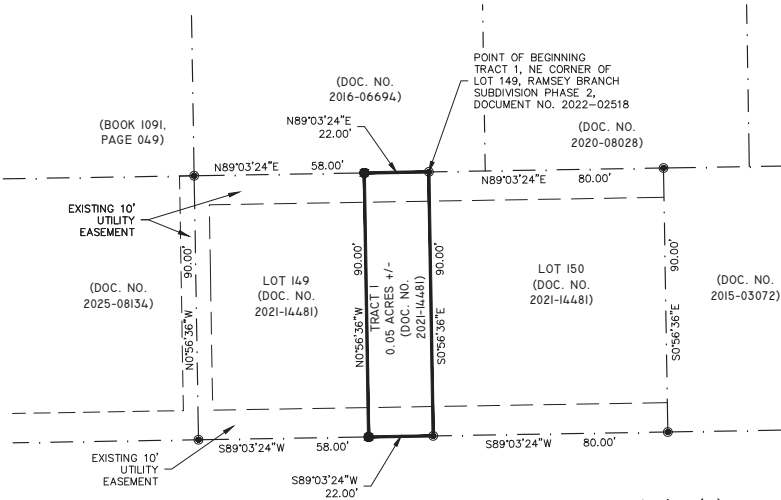 POINT OF BEGINNING
TRACT 1, NE CORNER OF
LOT 149, RAMSEY BRANCH
SUBDIVISION PHASE 2,
DOCUMENT NO. 2022-02518
(DOC. NO.
2016-06694)
(BOOK 1091,
PAGE 049)
N89°03'24"E
22.00'
(DOC. NO.
2020-08028)
N89°03'24"E 58.00'
N89°03'24"E 80.00'
EXISTING 10'
UTILITY
EASEMENT
(DOC. NO.
2025-08134)
N0°56'36"W 90.00'
LOT 149
(DOC. NO.
2021-14481)
N0°56'36"W 90.00'
TRACT 1
0.05 ACRES +/-
(DOC. NO.
2021-14481)
S0°56'36"E 90.00'
LOT 150
(DOC. NO.
2021-14481)
S0°56'36"E 90.00'
(DOC. NO.
2015-03072)
S89°03'24"W 58.00'
S89°03'24"W 80.00'
EXISTING 10'
UTILITY
EASEMENT
S89°03'24"W
22.00'